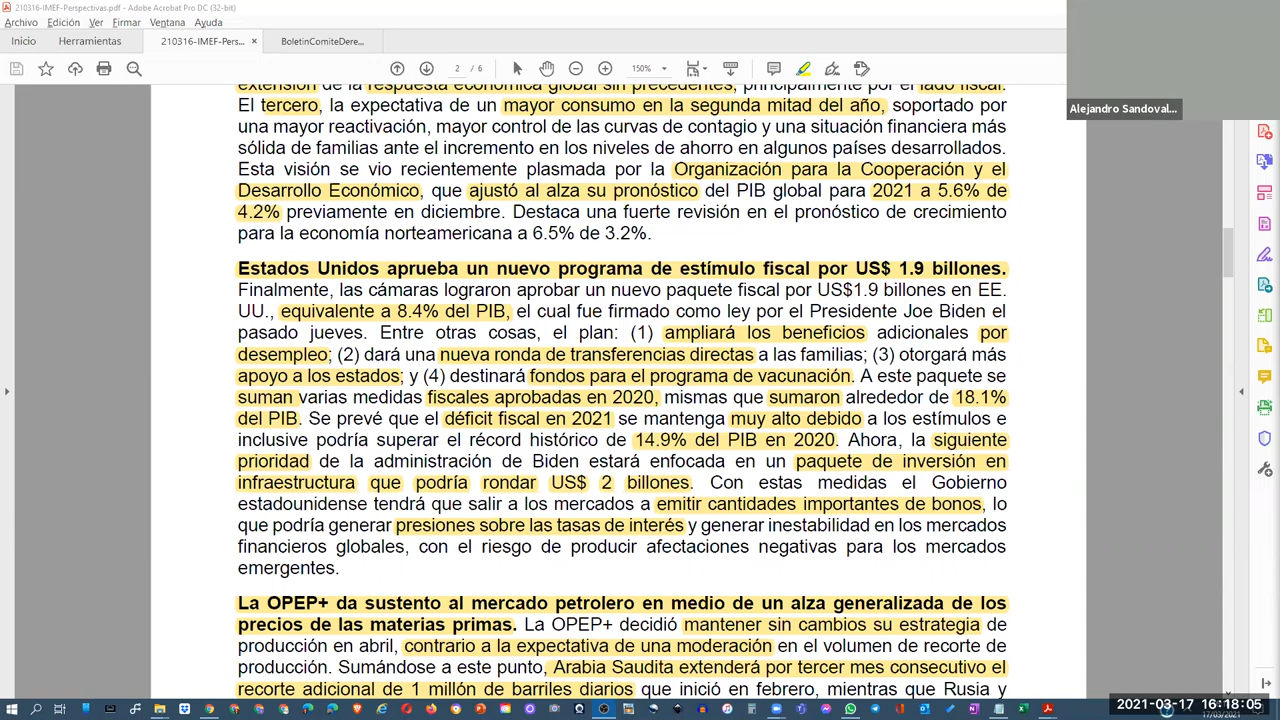 210316-IMEF-Perspectivas.pdf - Adobe Acrobat Pro DC (32-bit)
Archivo Edición Ver Firmar Ventana Ayuda
Inicio Herramientas 210316-IMEF-Pers... × BoletinComiteDere...
2 / 6 150%
Alejandro Sandoval...
extensión de la respuesta económica global sin precedentes, principalmente por el lado fiscal.
El tercero, la expectativa de un mayor consumo en la segunda mitad del año, soportado por
una mayor reactivación, mayor control de las curvas de contagio y una situación financiera más
sólida de familias ante el incremento en los niveles de ahorro en algunos países desarrollados.
Esta visión se vio recientemente plasmada por la Organización para la Cooperación y el
Desarrollo Económico, que ajustó al alza su pronóstico del PIB global para 2021 a 5.6% de
4.2% previamente en diciembre. Destaca una fuerte revisión en el pronóstico de crecimiento
para la economía norteamericana a 6.5% de 3.2%.
Estados Unidos aprueba un nuevo programa de estímulo fiscal por US$ 1.9 billones.
Finalmente, las cámaras lograron aprobar un nuevo paquete fiscal por US$1.9 billones en EE.
UU., equivalente a 8.4% del PIB, el cual fue firmado como ley por el Presidente Joe Biden el
pasado jueves. Entre otras cosas, el plan: (1) ampliará los beneficios adicionales por
desempleo; (2) dará una nueva ronda de transferencias directas a las familias; (3) otorgará más
apoyo a los estados; y (4) destinará fondos para el programa de vacunación. A este paquete se
suman varias medidas fiscales aprobadas en 2020, mismas que sumaron alrededor de 18.1%
del PIB. Se prevé que el déficit fiscal en 2021 se mantenga muy alto debido a los estímulos e
inclusive podría superar el récord histórico de 14.9% del PIB en 2020. Ahora, la siguiente
prioridad de la administración de Biden estará enfocada en un paquete de inversión en
infraestructura que podría rondar US$ 2 billones. Con estas medidas el Gobierno
estadounidense tendrá que salir a los mercados a emitir cantidades importantes de bonos, lo
que podría generar presiones sobre las tasas de interés y generar inestabilidad en los mercados
financieros globales, con el riesgo de producir afectaciones negativas para los mercados
emergentes.
La OPEP+ da sustento al mercado petrolero en medio de un alza generalizada de los
precios de las materias primas. La OPEP+ decidió mantener sin cambios su estrategia de
producción en abril, contrario a la expectativa de una moderación en el volumen de recorte de
producción. Sumándose a este punto, Arabia Saudita extenderá por tercer mes consecutivo el
recorte adicional de 1 millón de barriles diarios que inició en febrero, mientras que Rusia y
2021-03-17 16:18:05
17/03/2021